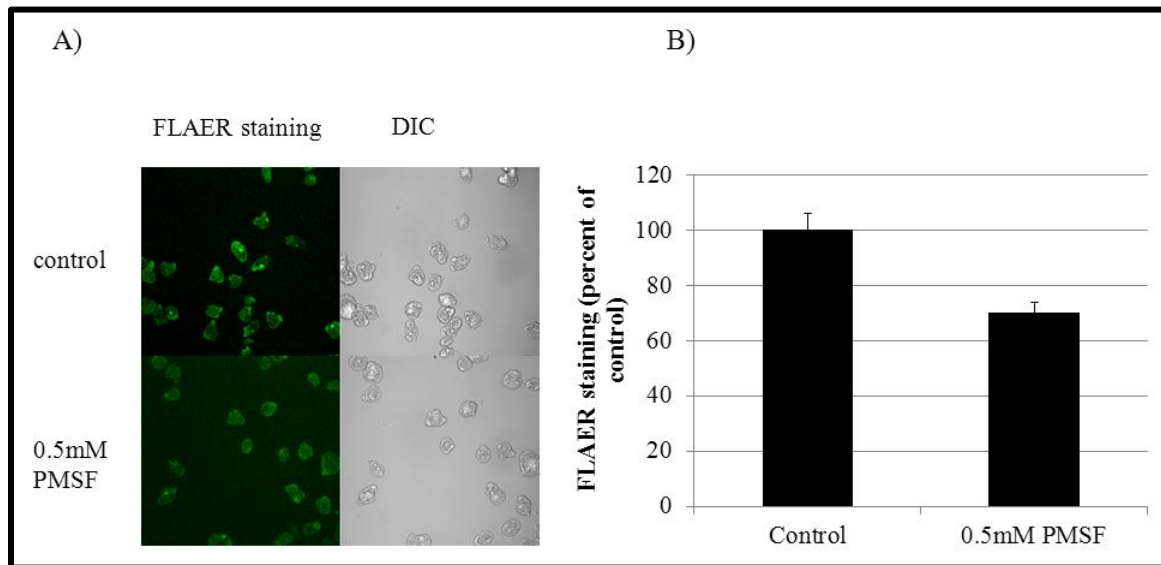 A)
FLAER staining
DIC
control
0.5mM
PMSF
B)
FLAER staining (percent of
control)
120
100
80
60
40
20
0
Control
0.5mM PMSF